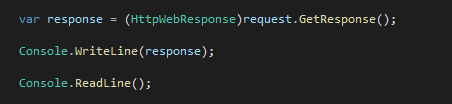 var response = (HttpWebResponse)request.GetResponse();
Console.WriteLine(response);
Console.ReadLine();